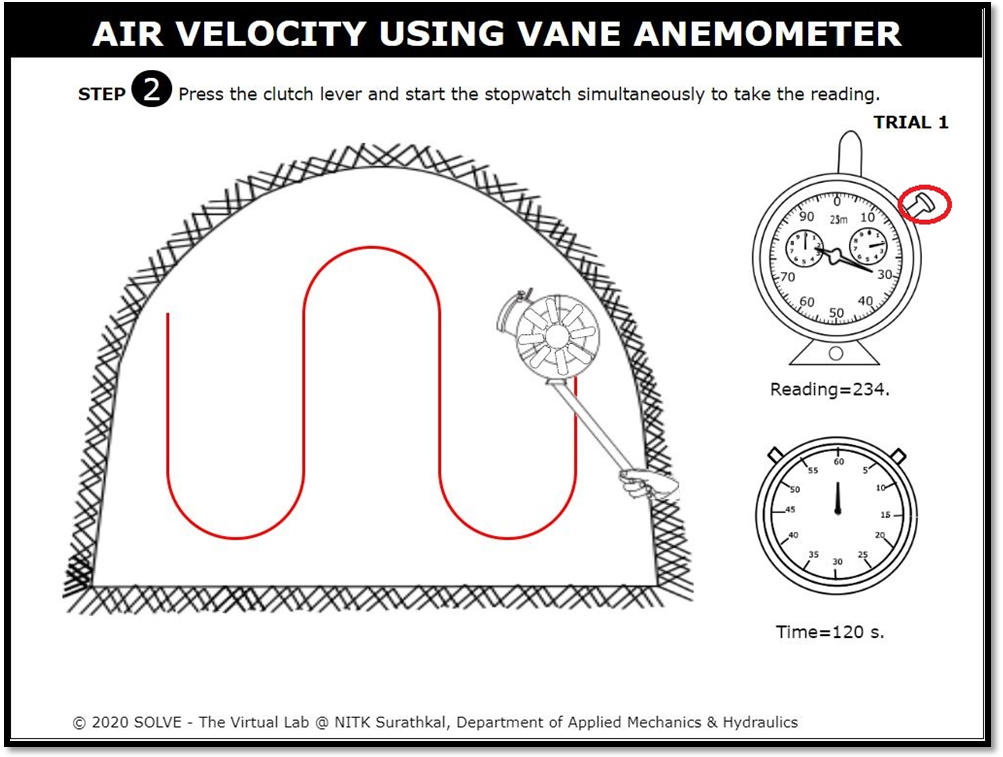 AIR VELOCITY USING VANE ANEMOMETER
STEP 2 Press the clutch lever and start the stopwatch simultaneously to take the reading.
TRIAL 1
0
90 10
25m
70 30
60 40
50
Reading=234.
60
55 5
50 10
45 15
40 20
35 25
30
Time=120 s.
© 2020 SOLVE - The Virtual Lab @ NITK Surathkal, Department of Applied Mechanics & Hydraulics